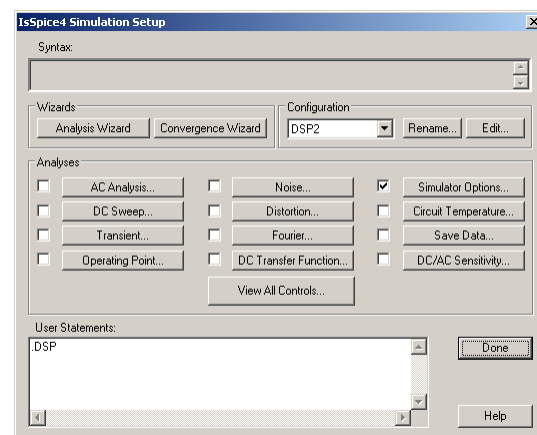 IsSpice4 Simulation Setup
Syntax:
Wizards
Analysis Wizard
Convergence Wizard
Configuration
DSP2
Rename...
Edit...
Analyses
AC Analysis...
Noise...
Simulator Options...
DC Sweep...
Distortion...
Circuit Temperature...
Transient...
Fourier...
Save Data...
Operating Point...
DC Transfer Function...
DC/AC Sensitivity...
View All Controls...
User Statements:
.DSP
Done
Help